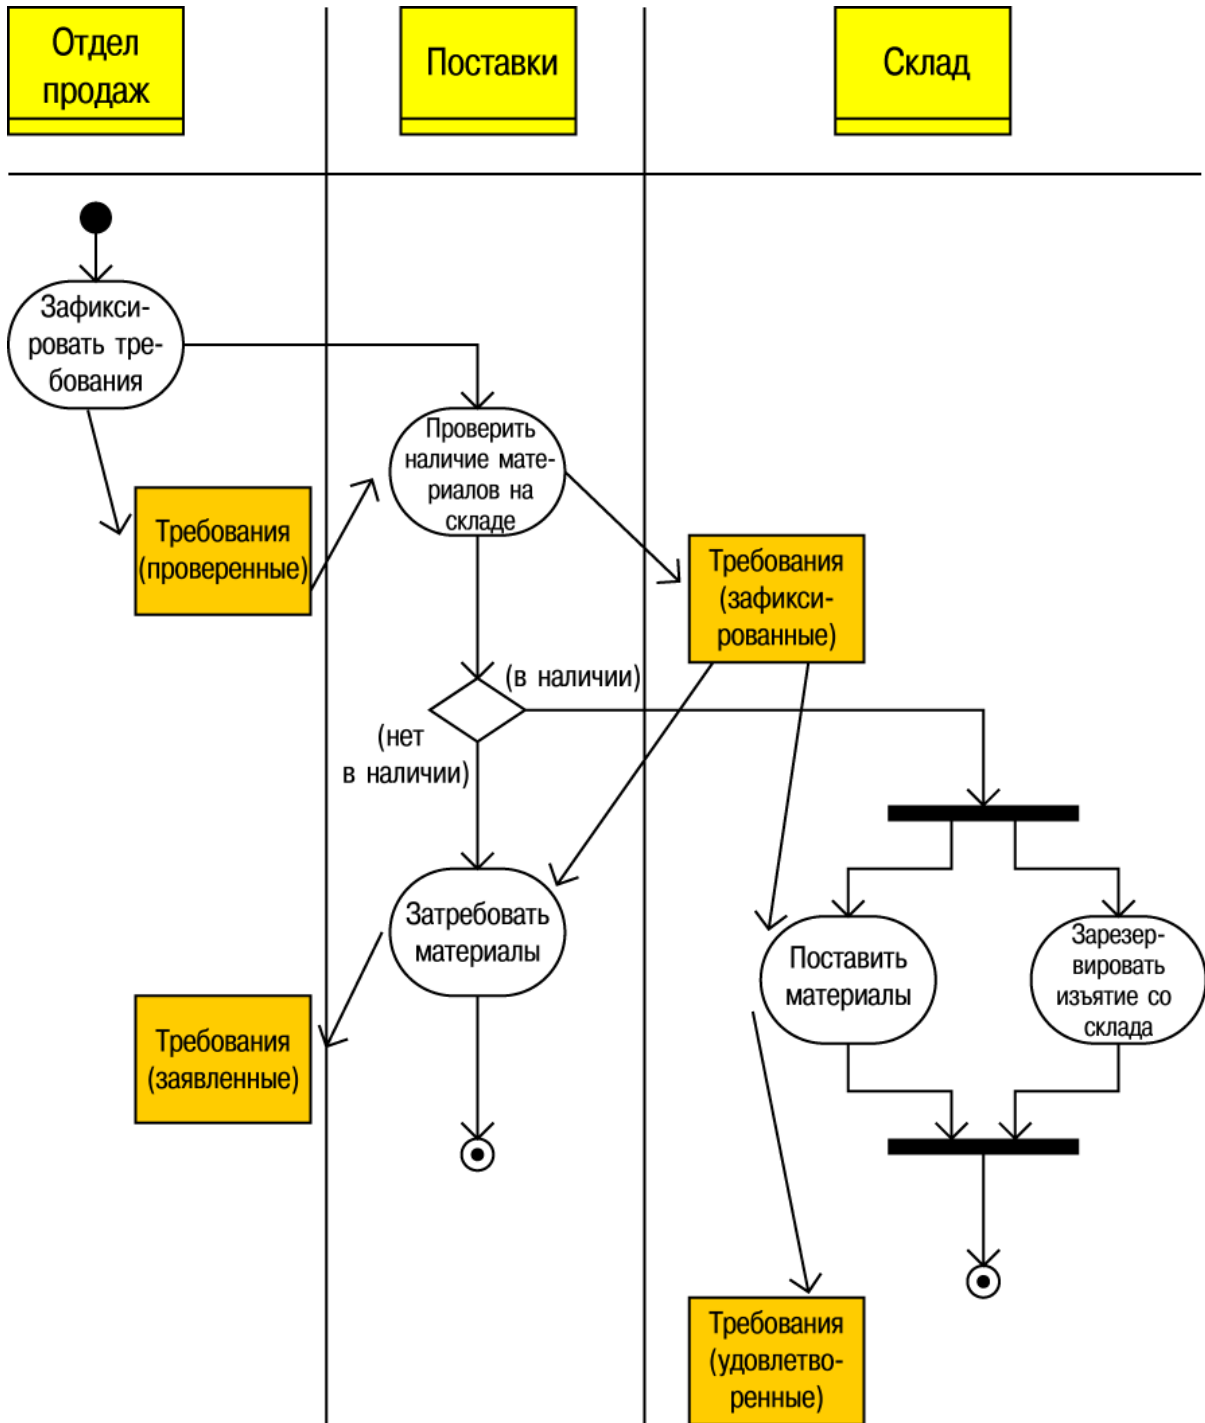 Отдел
продаж
Поставки
Склад
Зафикси-
ровать тре-
бования
Проверить
наличие мате-
риалов на
складе
Требования
(проверенные)
Требования
(зафикси-
рованные)
(в наличии)
(нет
в наличии)
Затребовать
материалы
Поставить
материалы
Зарезер-
вировать
изъятие со
склада
Требования
(заявленные)
Требования
(удовлетво-
ренные)